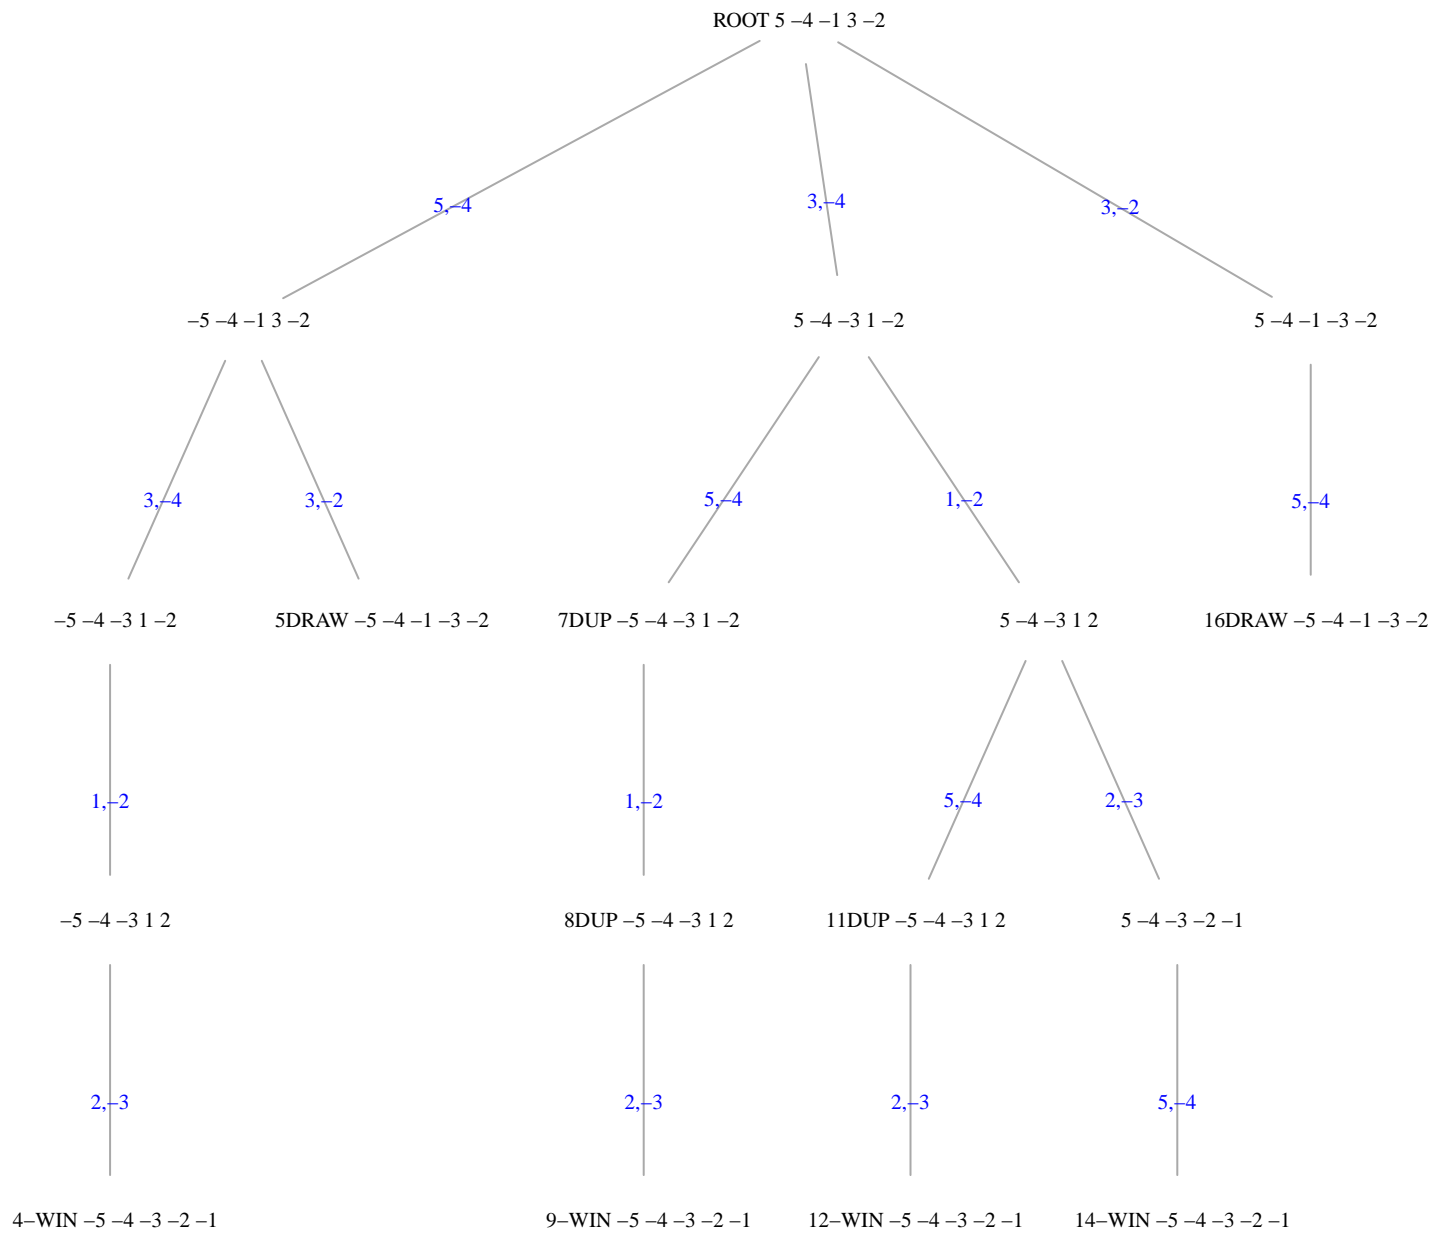 ROOT 5 –4 –1 3 –2
5,–4
3,–4
3,–2
–5 –4 –1 3 –2
5 –4 –3 1 –2
5 –4 –1 –3 –2
3,–4
3,–2
5,–4
1,–2
5,–4
–5 –4 –3 1 –2
5DRAW –5 –4 –1 –3 –2
7DUP –5 –4 –3 1 –2
5 –4 –3 1 2
16DRAW –5 –4 –1 –3 –2
1,–2
1,–2
5,–4
2,–3
–5 –4 –3 1 2
8DUP –5 –4 –3 1 2
11DUP –5 –4 –3 1 2
5 –4 –3 –2 –1
2,–3
2,–3
2,–3
5,–4
4–WIN –5 –4 –3 –2 –1
9–WIN –5 –4 –3 –2 –1
12–WIN –5 –4 –3 –2 –1
14–WIN –5 –4 –3 –2 –1